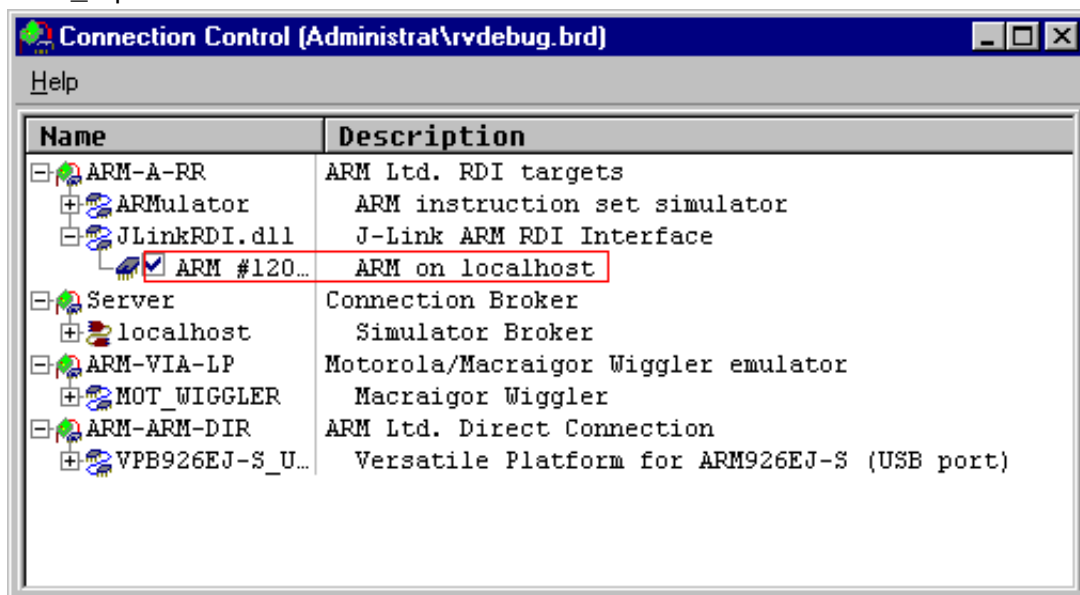 Connection Control (Administrat\rvdebug.brd)
Help
Name Description
ARM-A-RR ARM Ltd. RDI targets
ARMulator ARM instruction set simulator
JLinkRDI.dll J-Link ARM RDI Interface
ARM #120… ARM on localhost
Server Connection Broker
localhost Simulator Broker
ARM-VIA-LP Motorola/Macraigor Wiggler emulator
MOT_WIGGLER Macraigor Wiggler
ARM-ARM-DIR ARM Ltd. Direct Connection
VPB926EJ-S_U… Versatile Platform for ARM926EJ-S (USB port)